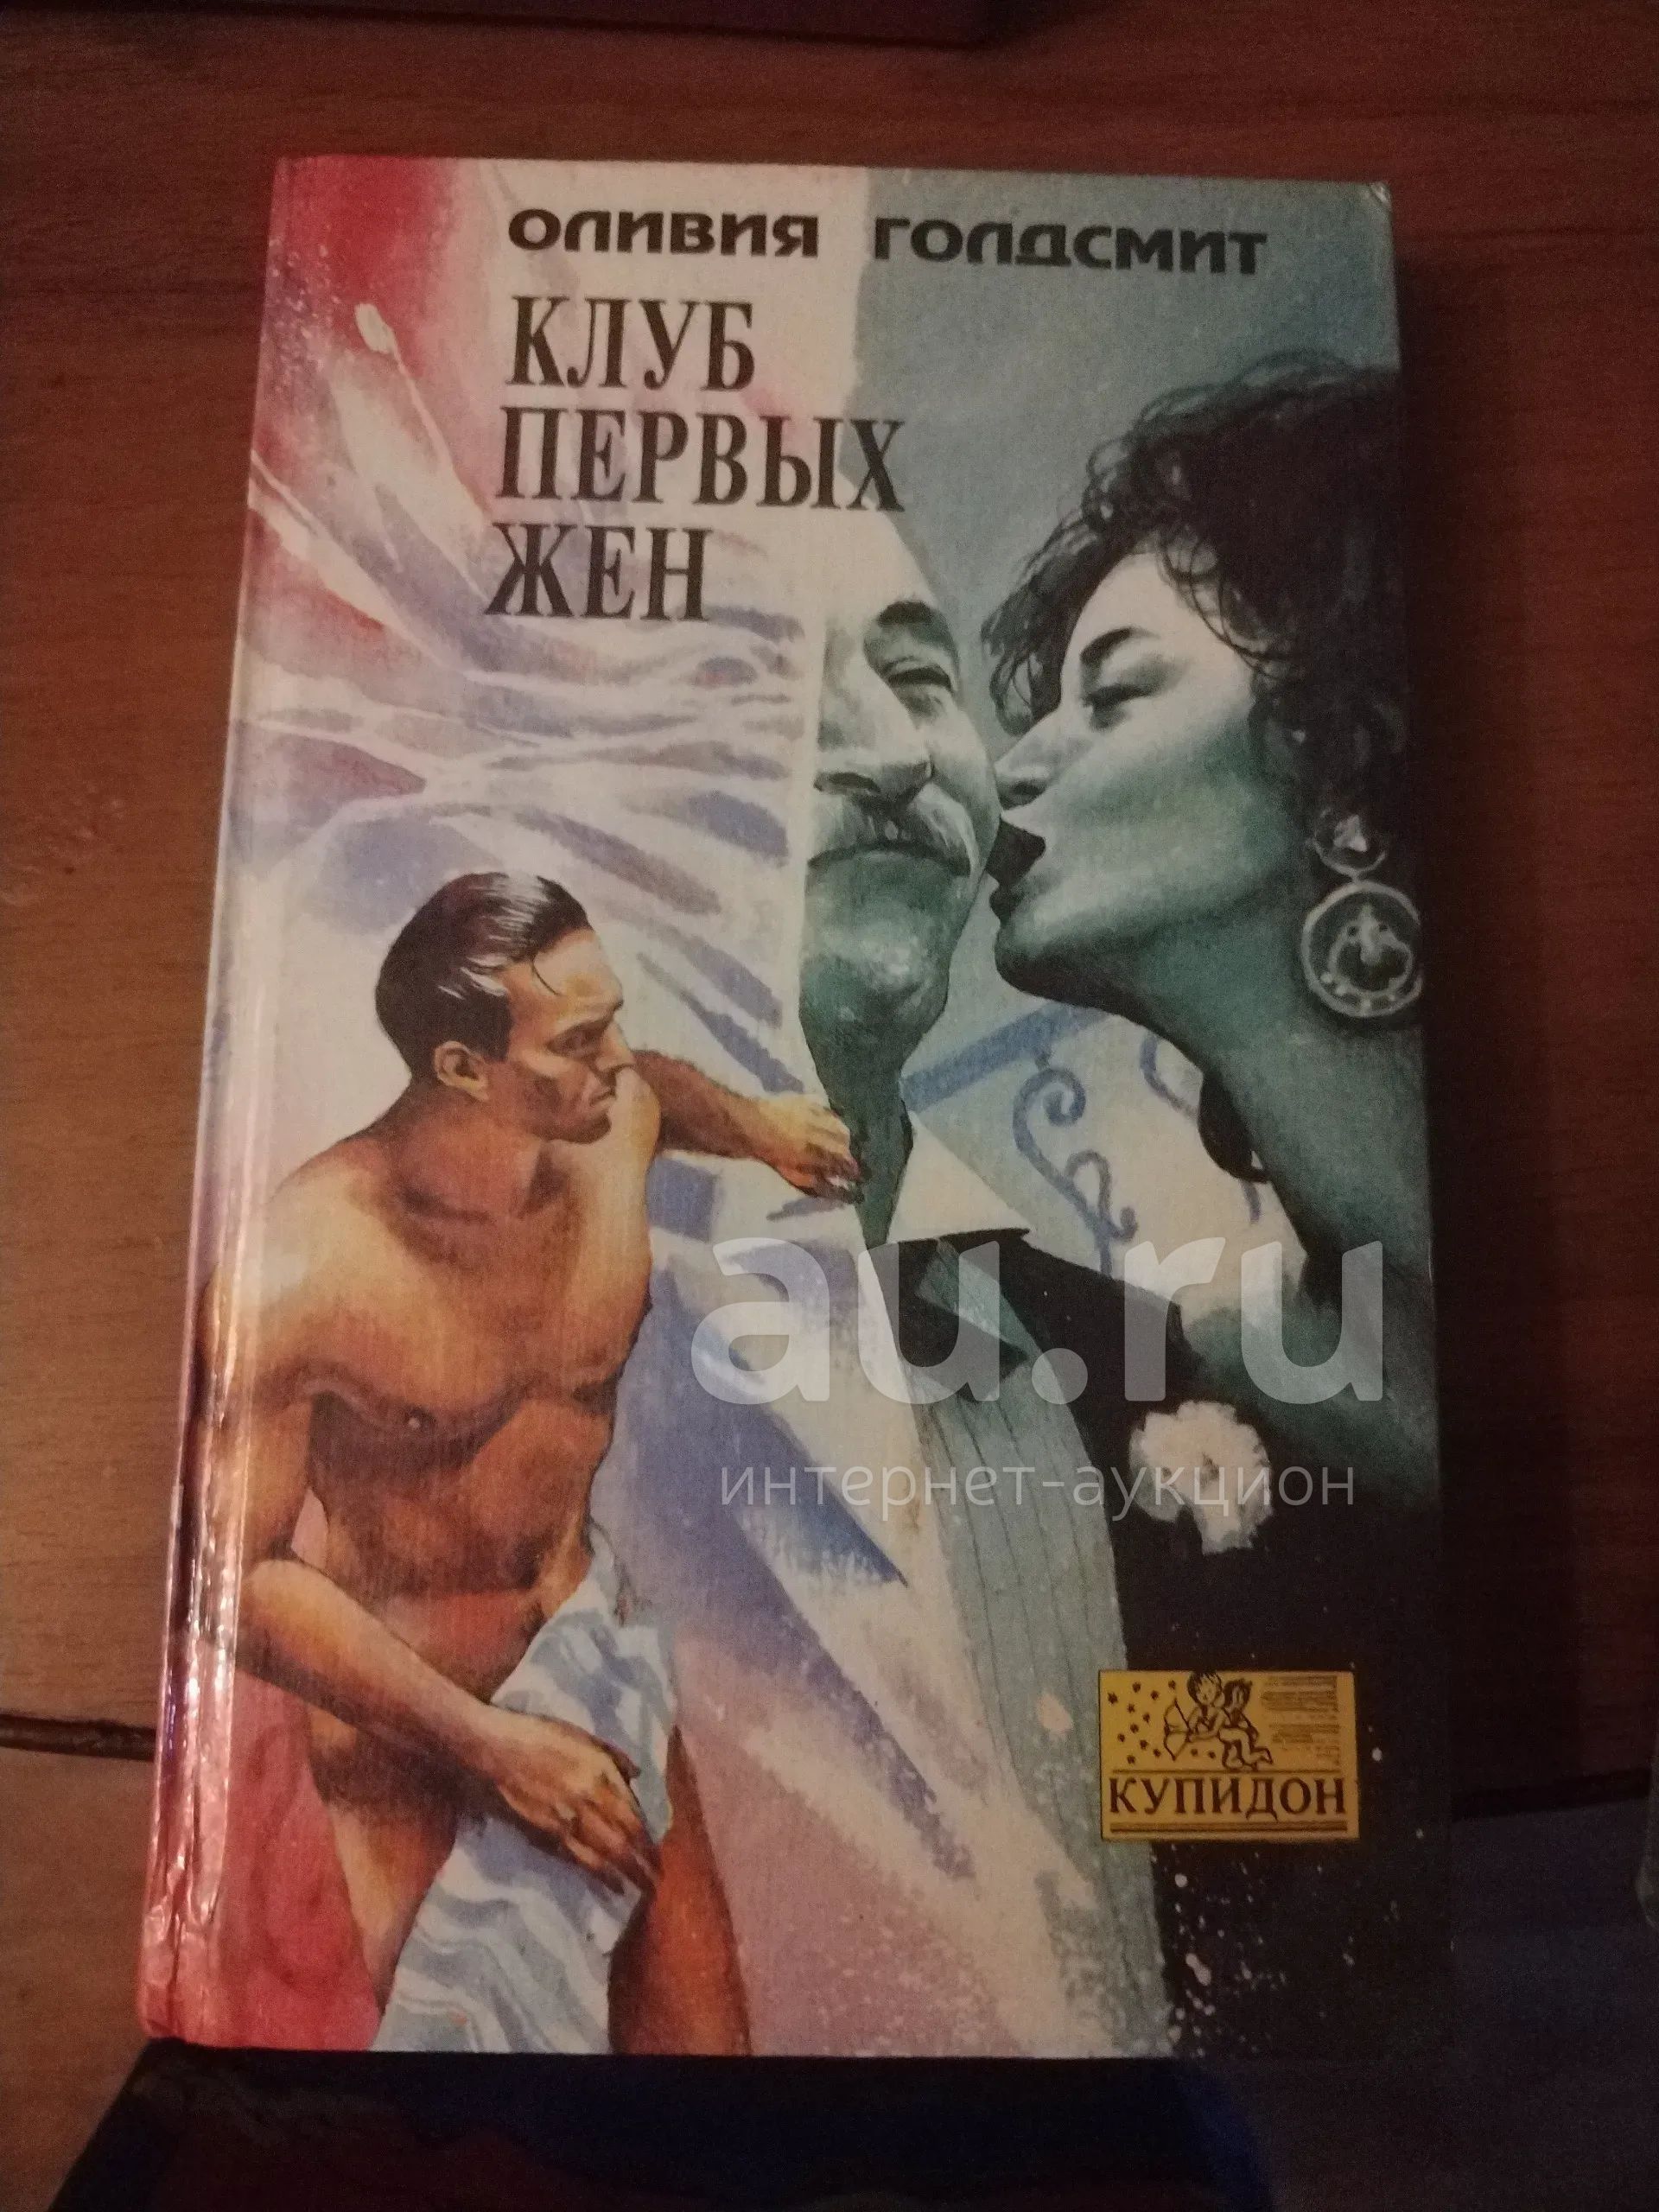 ОЛИВИЯ ГОЛДСМИТ
КЛУБ
ПЕРВЫХ
ЖЕН
au.ru
интернет-аукцион
КУПИДОН